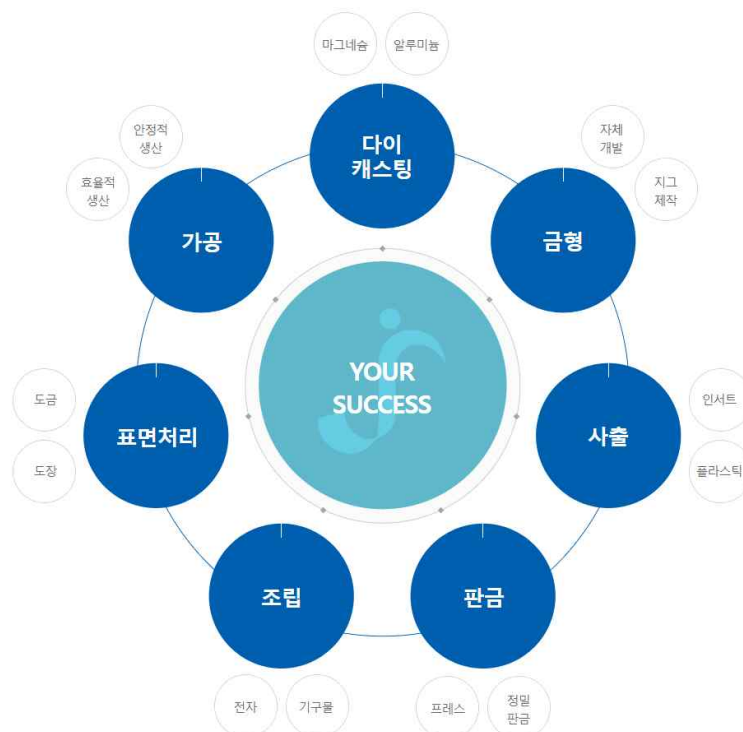 마그네슘
알루미늄
다이
캐스팅
자체
개발
지그
제작
금형
인서트
플라스틱
사출
정밀
판금
프레스
판금
기구물
전자
조립
도장
도금
표면처리
효율적
생산
안정적
생산
가공
YOUR
SUCCESS